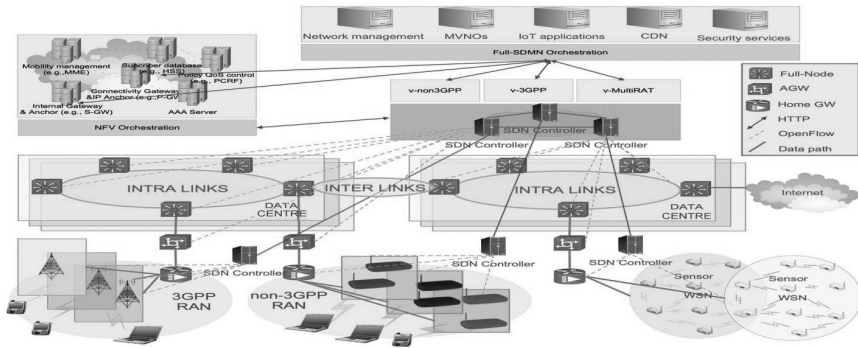 Network management
MVNOs
IoT applications
CDN
Security services
Full-SDMN Orchestration
Mobility management
(e.g.,MME)
Subcriber database
(e.g., HSS)
Policy QoS control
(e.g., PCRF)
Connectivity Gateway
&IP Anchor (e.g.,P-GW)
Internal Gateway
& Anchor (e.g., S-GW)
AAA Server
NFV Orchestration
v-non3GPP
v-3GPP
v-MultiRAT
SDN Controller
SDN Controller
SDN Controller
Full-Node
AGW
Home GW
HTTP
OpenFlow
Data path
INTRA LINKS
DATA
CENTRE
INTER LINKS
INTRA LINKS
DATA
CENTRE
Internet
SDN Controller
SDN Controller
SDN Controller
3GPP
RAN
non-3GPP
RAN
Sensor
WSN
Sensor
WSN